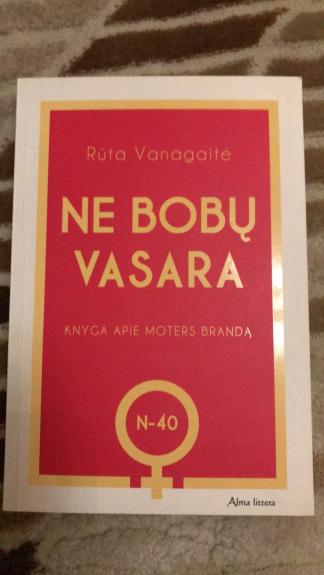 Rūta Vanagaitė
NE BOBŲ
VASARA
KNYGA APIE MOTERS BRANDĄ
N-40
Alma littera